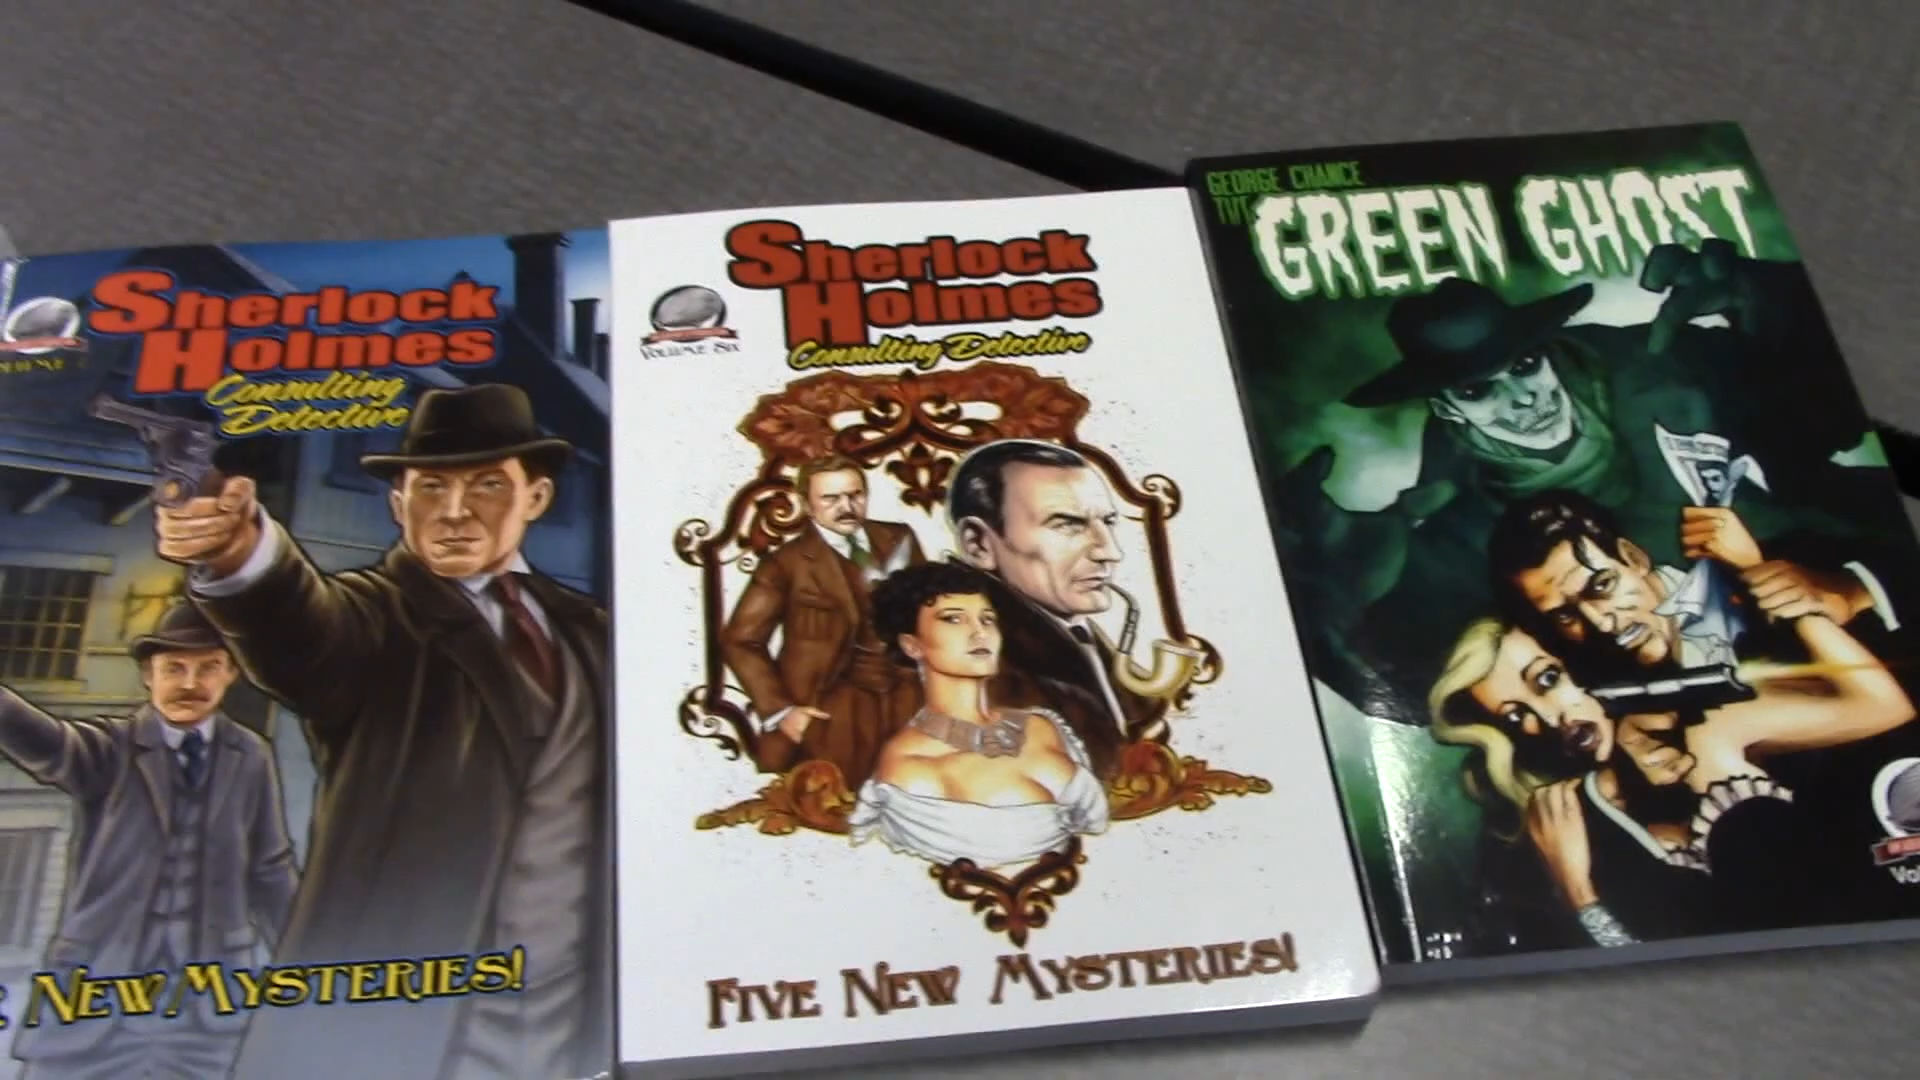 Sherlock
Holmes
Consulting
Detective
New Mysteries!
Sherlock
Holmes
Consulting Detective
Volume Six
Five New Mysteries!
George Chance
The
Green Ghost